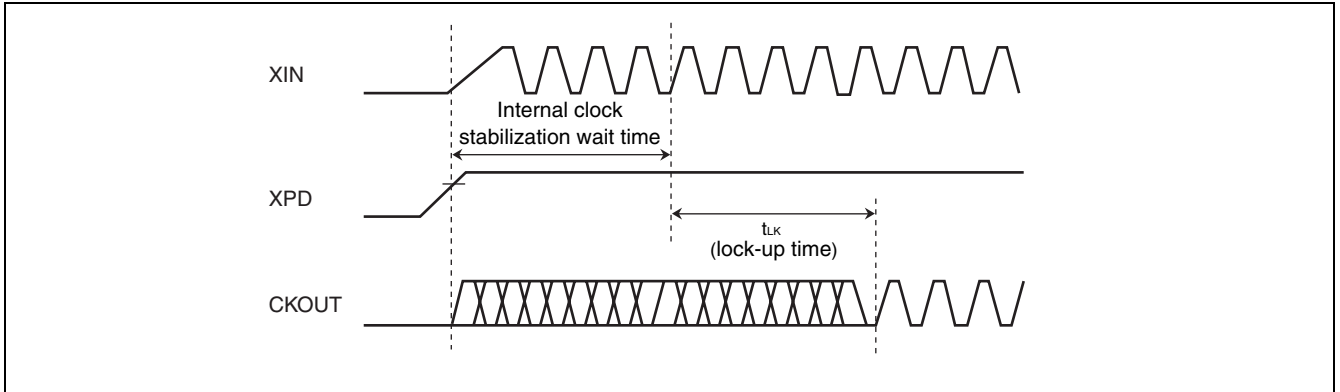 XIN
Internal clock
stabilization wait time
XPD
tLK
(lock-up time)
CKOUT